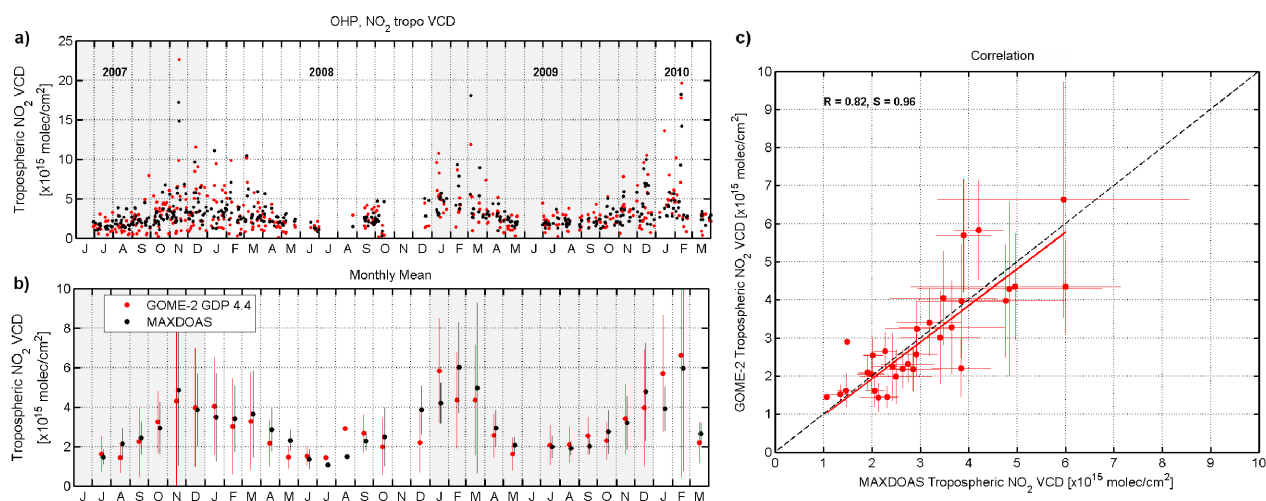 OHP, NO2 tropo VCD
a)
Tropospheric NO2 VCD
[x10^15 molec/cm^2]
25
20
15
10
5
0
2007
2008
2009
2010
J A S O N D J F M A M J J A S O N D J F M A M J J A S O N D J F M
b)
Monthly Mean
Tropospheric NO2 VCD
[x10^15 molec/cm^2]
10
8
6
4
2
0
GOME-2 GDP 4.4
MAXDOAS
J J A S O N D J F M A M J J A S O N D J F M A M J J A S O N D J F M
c)
Correlation
R = 0.82, S = 0.96
GOME-2 Tropospheric NO2 VCD [x10^15 molec/cm^2]
10
9
8
7
6
5
4
3
2
1
0
0 1 2 3 4 5 6 7 8 9 10
MAXDOAS Tropospheric NO2 VCD [x10^15 molec/cm^2]